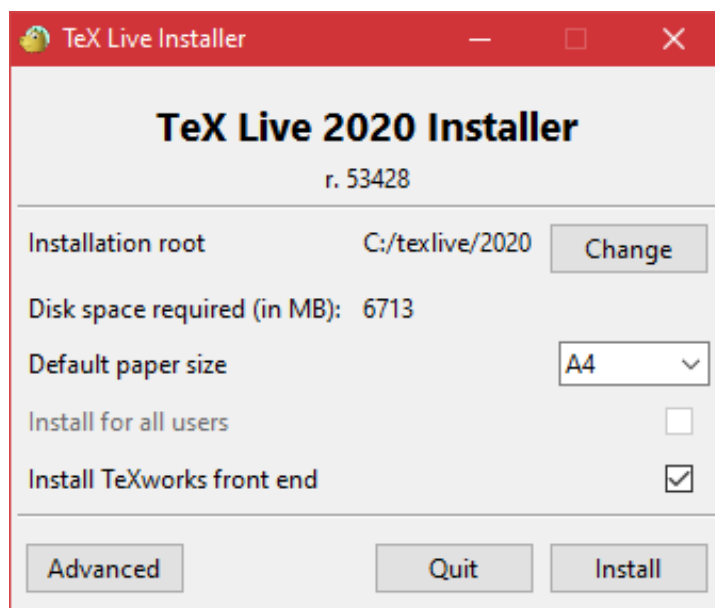 TeX Live Installer
TeX Live 2020 Installer
r. 53428
Installation root C:/texlive/2020 Change
Disk space required (in MB): 6713
Default paper size A4
Install for all users
Install TeXworks front end
Advanced Quit Install